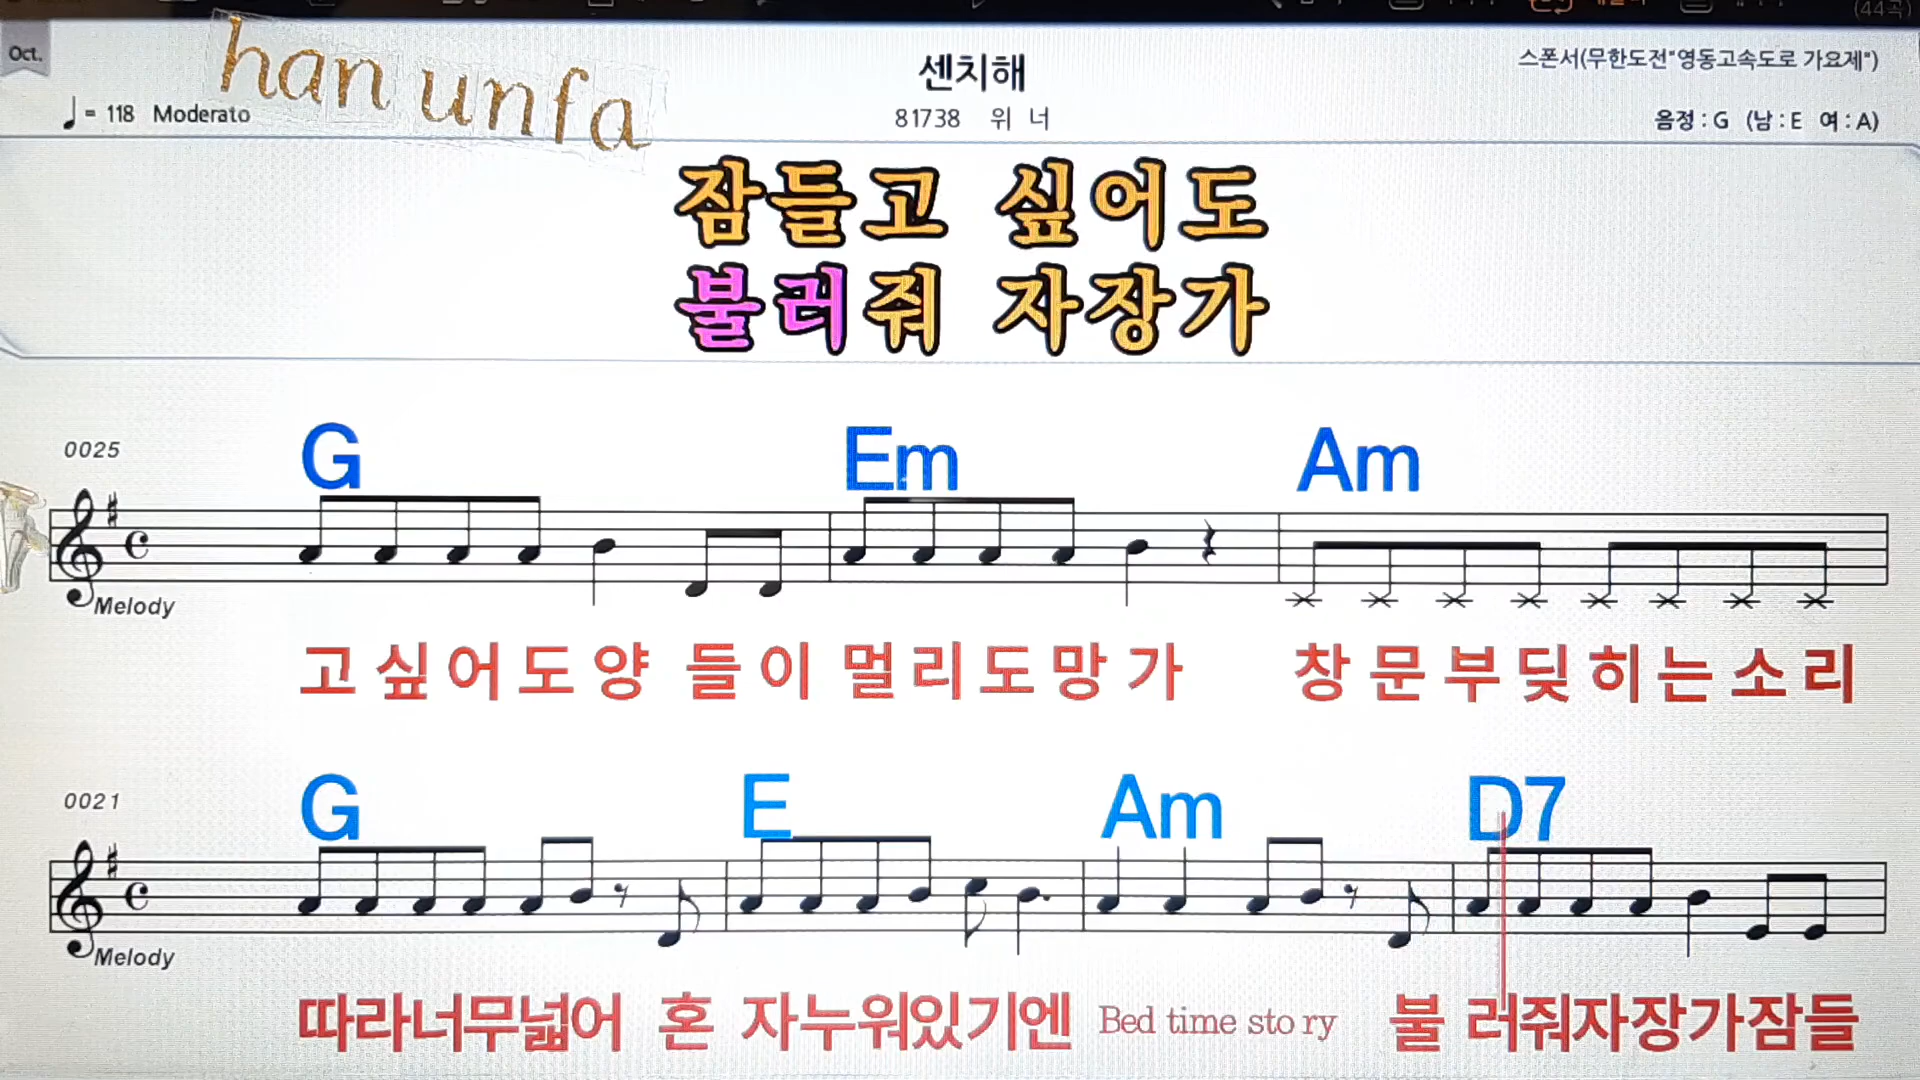 (44곡)
Oct.
han unfa
센치해
스폰서(무한도전"영동고속도로 가요제")
♩= 118 Moderato
81738 위 너
음정 : G (남 : E 여 : A)
잠들고 싶어도
불러줘 자장가
0025
G Em Am
Melody
고 싶 어 도 양 들 이 멀 리 도 망 가 창 문 부 딪 히 는 소 리
0021
G E Am D7
Melody
따라너무넓어 혼 자누워있기엔 Bed time sto ry 불 러줘자장가잠들